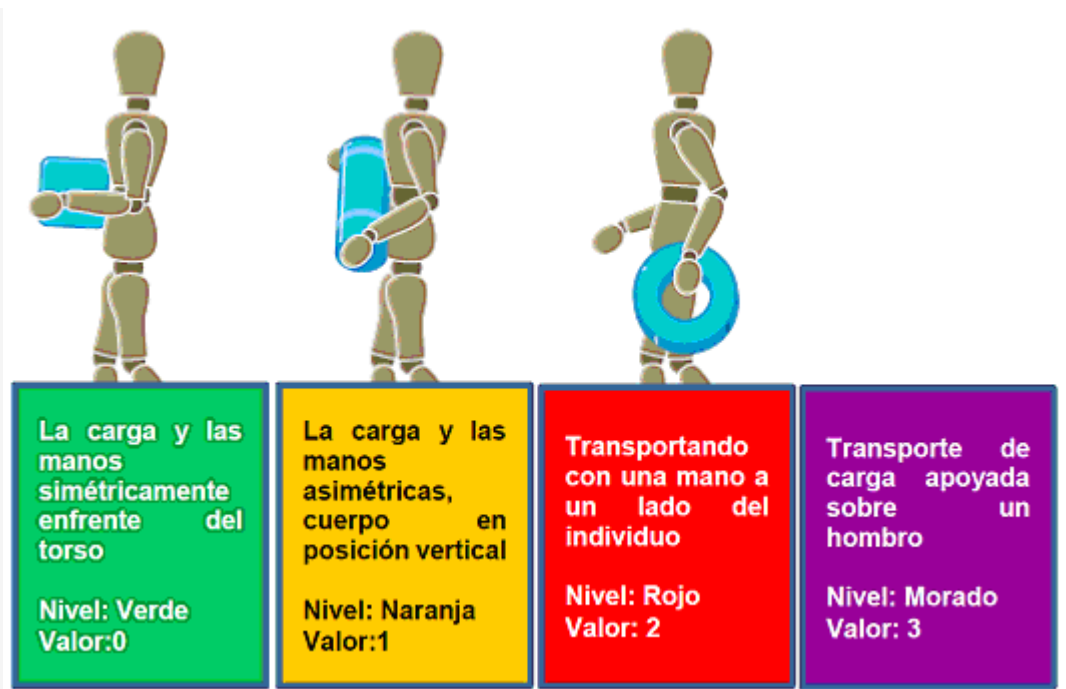 La carga y las
manos
simétricamente
enfrente del
torso
Nivel: Verde
Valor:0
La carga y las
manos
asimétricas,
cuerpo en
posición vertical
Nivel: Naranja
Valor:1
Transportando
con una mano a
un lado del
individuo
Nivel: Rojo
Valor: 2
Transporte de
carga apoyada
sobre un
hombro
Nivel: Morado
Valor: 3